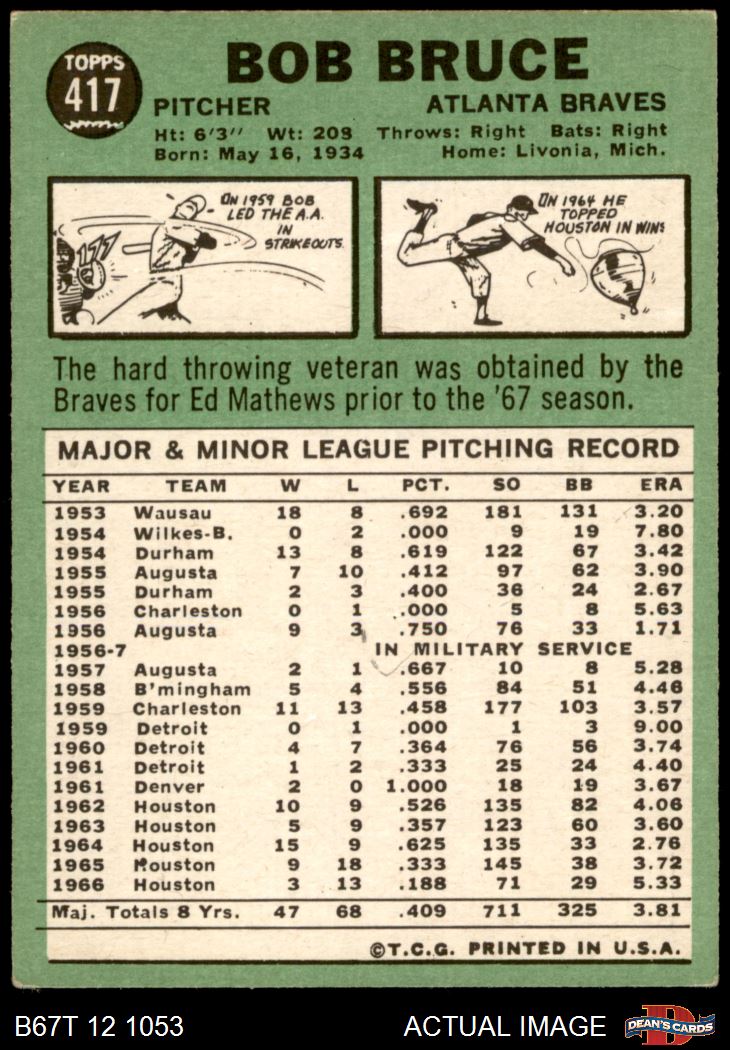 TOPPS
417
BOB BRUCE
PITCHER ATLANTA BRAVES
Ht: 6'3" Wt: 208 Throws: Right Bats: Right
Born: May 16, 1934 Home: Livonia, Mich.
IN 1959 BOB
LED THE A.A.
IN
STRIKEOUTS
IN 1964 HE
TOPPED
HOUSTON IN WINS
The hard throwing veteran was obtained by the
Braves for Ed Mathews prior to the '67 season.
MAJOR & MINOR LEAGUE PITCHING RECORD
YEAR TEAM W L PCT. SO BB ERA
1953 Wausau 18 8 .692 181 131 3.20
1954 Wilkes-B. 0 2 .000 9 19 7.80
1954 Durham 13 8 .619 122 67 3.42
1955 Augusta 7 10 .412 97 62 3.90
1955 Durham 2 3 .400 36 24 2.67
1956 Charleston 0 1 .000 5 8 5.63
1956 Augusta 9 3 .750 76 33 1.71
1956-7 IN MILITARY SERVICE
1957 Augusta 2 1 .667 10 8 5.28
1958 B'mingham 5 4 .556 84 51 4.46
1959 Charleston 11 13 .458 177 103 3.57
1959 Detroit 0 1 .000 1 3 9.00
1960 Detroit 4 7 .364 76 56 3.74
1961 Detroit 1 2 .333 25 24 4.40
1961 Denver 2 0 1.000 18 19 3.67
1962 Houston 10 9 .526 135 82 4.06
1963 Houston 5 9 .357 123 60 3.60
1964 Houston 15 9 .625 135 33 2.76
1965 Houston 9 18 .333 145 38 3.72
1966 Houston 3 13 .188 71 29 5.33
Maj. Totals 8 Yrs. 47 68 .409 711 325 3.81
©T.C.G. PRINTED IN U.S.A.
B67T 12 1053 ACTUAL IMAGE
D
DEAN'S CARDS